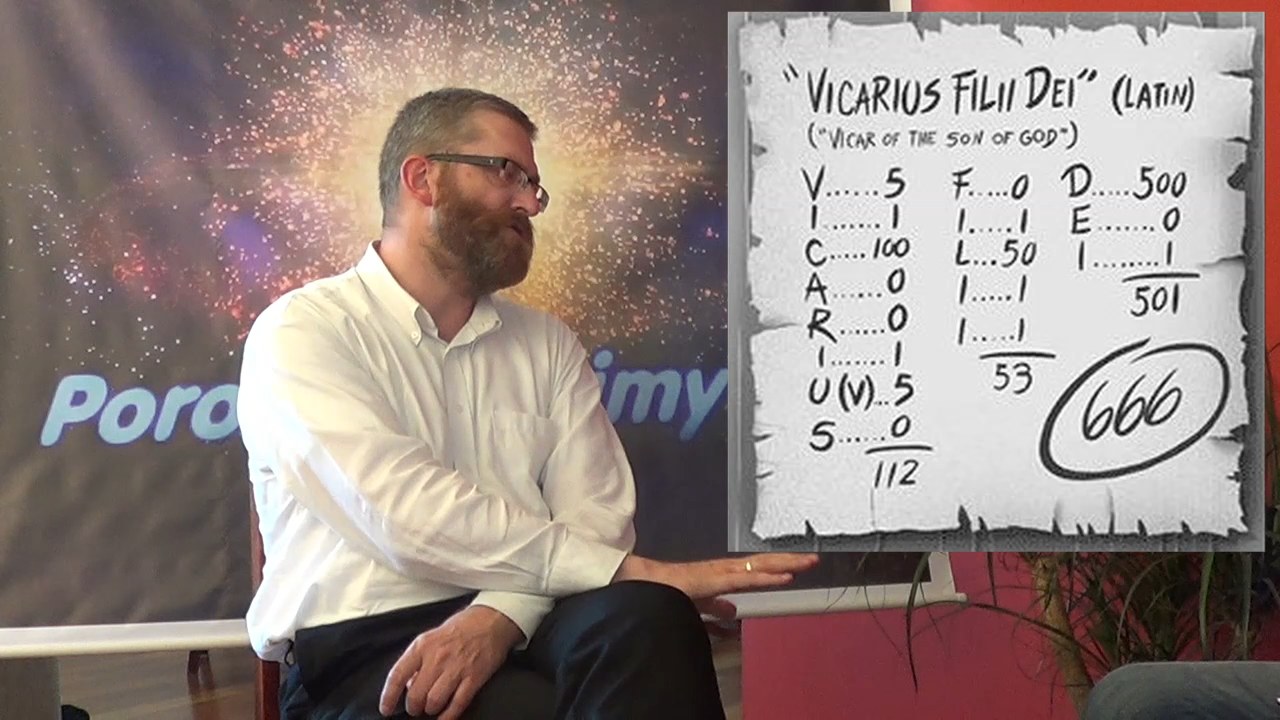 "VICARIUS FILII DEI" (LATIN)
("VICAR OF THE SON OF GOD")
V......5
I......1
C.....100
A......0
R......0
I.......1
U(V)..5
S.....0
112
F....0
I....1
L...50
I.....1
I....1
53
D....500
E......0
I.......1
501
666